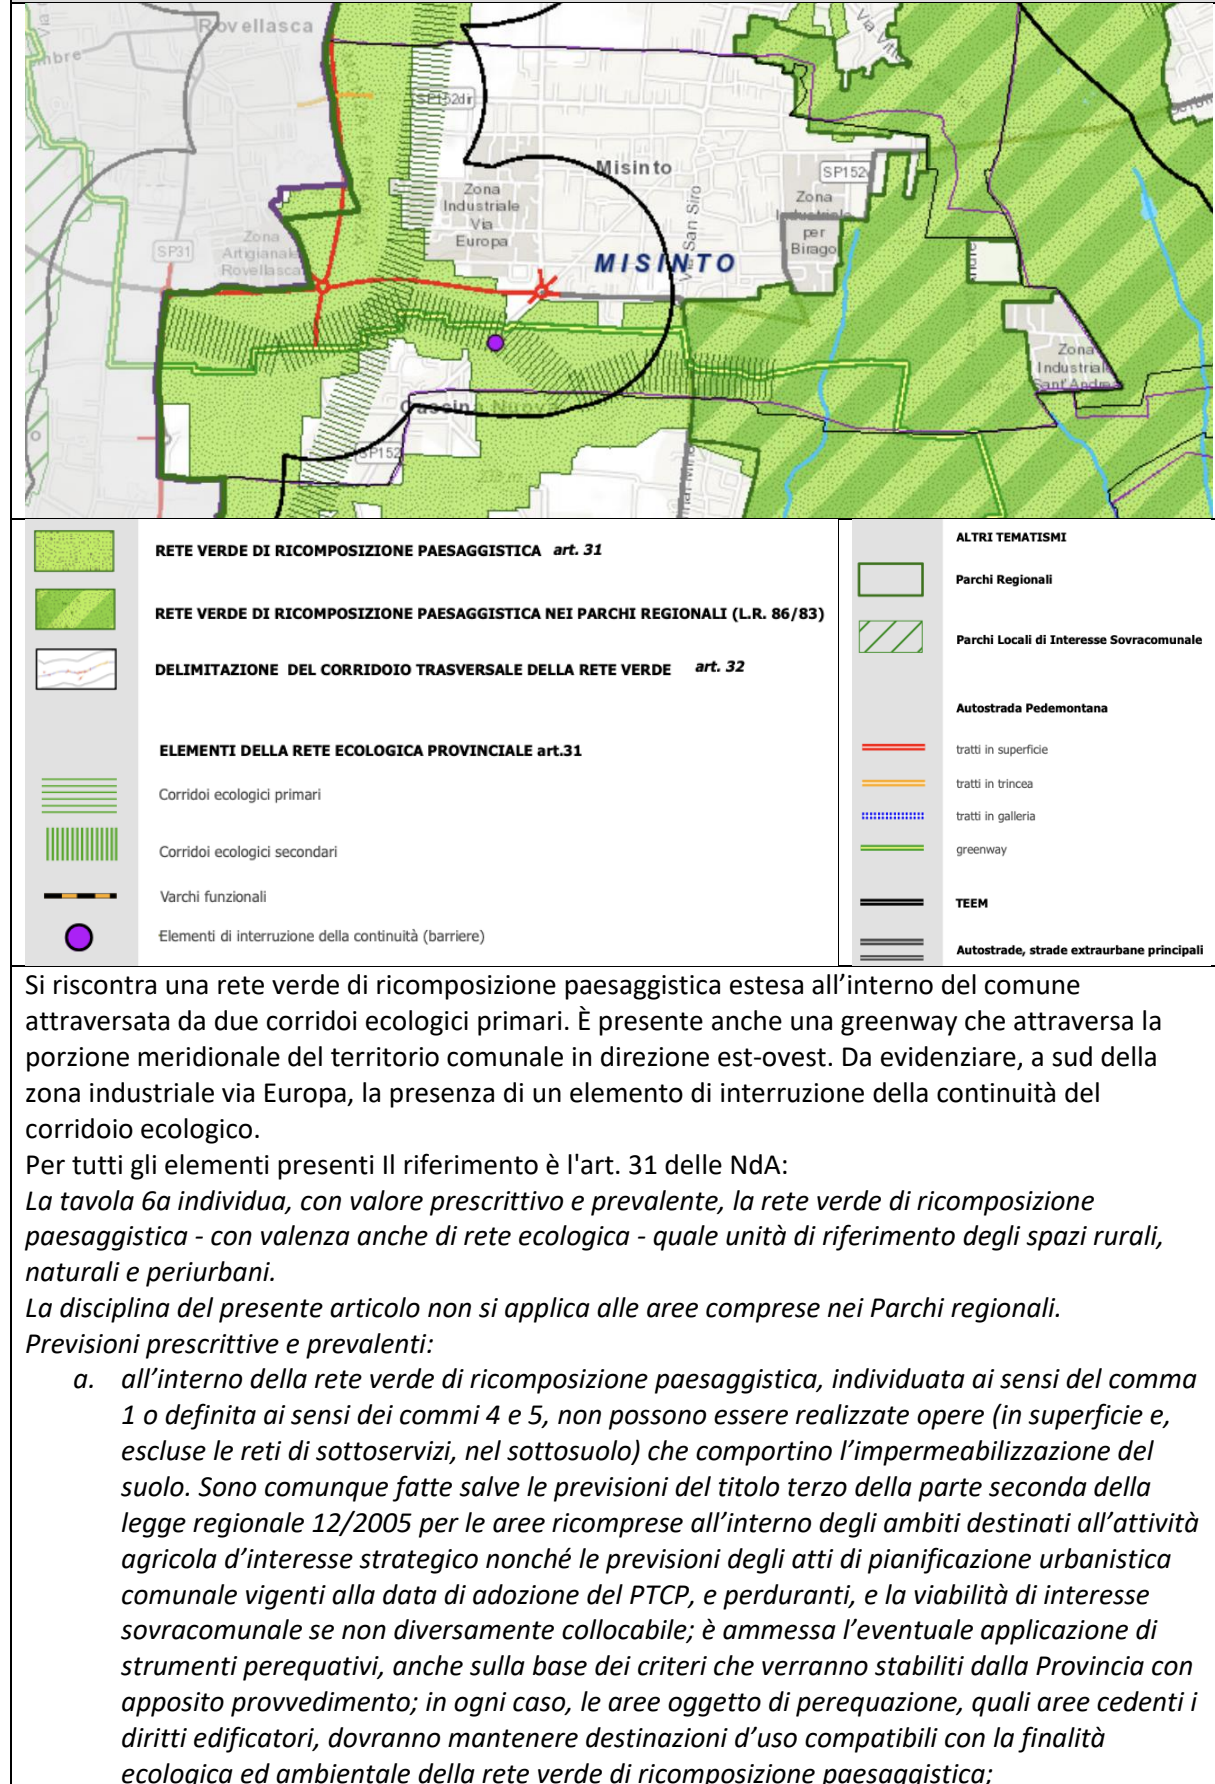 Rovellasca
SP152dir
Misinto
Zona
Industriale
Via
Europa
Via San Siro
SP152
Zona
Industriale
per
Birago
SP31
Zona
Artigianale
Rovellasca
MISINTO
Zona
Industriale
Sant'Andrea
Cascina Nuova
SP152
RETE VERDE DI RICOMPOSIZIONE PAESAGGISTICA art. 31
RETE VERDE DI RICOMPOSIZIONE PAESAGGISTICA NEI PARCHI REGIONALI (L.R. 86/83)
DELIMITAZIONE DEL CORRIDOIO TRASVERSALE DELLA RETE VERDE art. 32
ELEMENTI DELLA RETE ECOLOGICA PROVINCIALE art.31
Corridoi ecologici primari
Corridoi ecologici secondari
Varchi funzionali
Elementi di interruzione della continuità (barriere)
ALTRI TEMATISMI
Parchi Regionali
Parchi Locali di Interesse Sovracomunale
Autostrada Pedemontana
tratti in superficie
tratti in trincea
tratti in galleria
greenway
TEEM
Autostrade, strade extraurbane principali
Si riscontra una rete verde di ricomposizione paesaggistica estesa all’interno del comune
attraversata da due corridoi ecologici primari. È presente anche una greenway che attraversa la
porzione meridionale del territorio comunale in direzione est-ovest. Da evidenziare, a sud della
zona industriale via Europa, la presenza di un elemento di interruzione della continuità del
corridoio ecologico.
Per tutti gli elementi presenti Il riferimento è l'art. 31 delle NdA:
La tavola 6a individua, con valore prescrittivo e prevalente, la rete verde di ricomposizione
paesaggistica - con valenza anche di rete ecologica - quale unità di riferimento degli spazi rurali,
naturali e periurbani.
La disciplina del presente articolo non si applica alle aree comprese nei Parchi regionali.
Previsioni prescrittive e prevalenti:
a. all’interno della rete verde di ricomposizione paesaggistica, individuata ai sensi del comma
1 o definita ai sensi dei commi 4 e 5, non possono essere realizzate opere (in superficie e,
escluse le reti di sottoservizi, nel sottosuolo) che comportino l’impermeabilizzazione del
suolo. Sono comunque fatte salve le previsioni del titolo terzo della parte seconda della
legge regionale 12/2005 per le aree ricomprese all’interno degli ambiti destinati all’attività
agricola d’interesse strategico nonché le previsioni degli atti di pianificazione urbanistica
comunale vigenti alla data di adozione del PTCP, e perduranti, e la viabilità di interesse
sovracomunale se non diversamente collocabile; è ammessa l’eventuale applicazione di
strumenti perequativi, anche sulla base dei criteri che verranno stabiliti dalla Provincia con
apposito provvedimento; in ogni caso, le aree oggetto di perequazione, quali aree cedenti i
diritti edificatori, dovranno mantenere destinazioni d’uso compatibili con la finalità
ecologica ed ambientale della rete verde di ricomposizione paesaggistica;